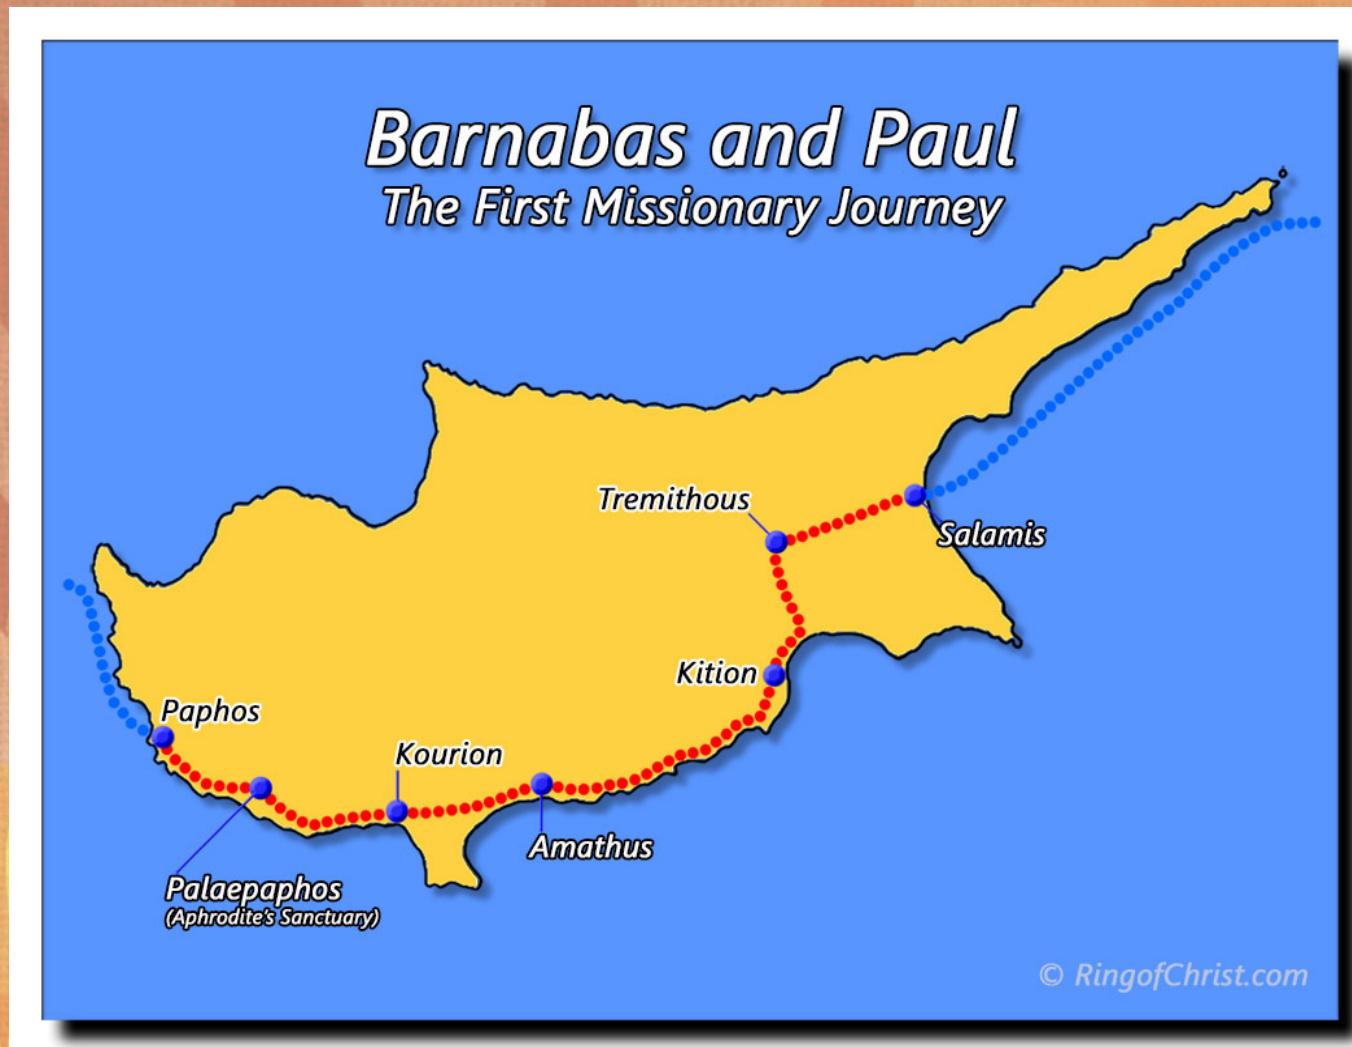 Barnabas and Paul
The First Missionary Journey
Tremithous
Salamis
Kition
Paphos
Kourion
Amathus
Palaepaphos
(Aphrodite's Sanctuary)
© RingofChrist.com